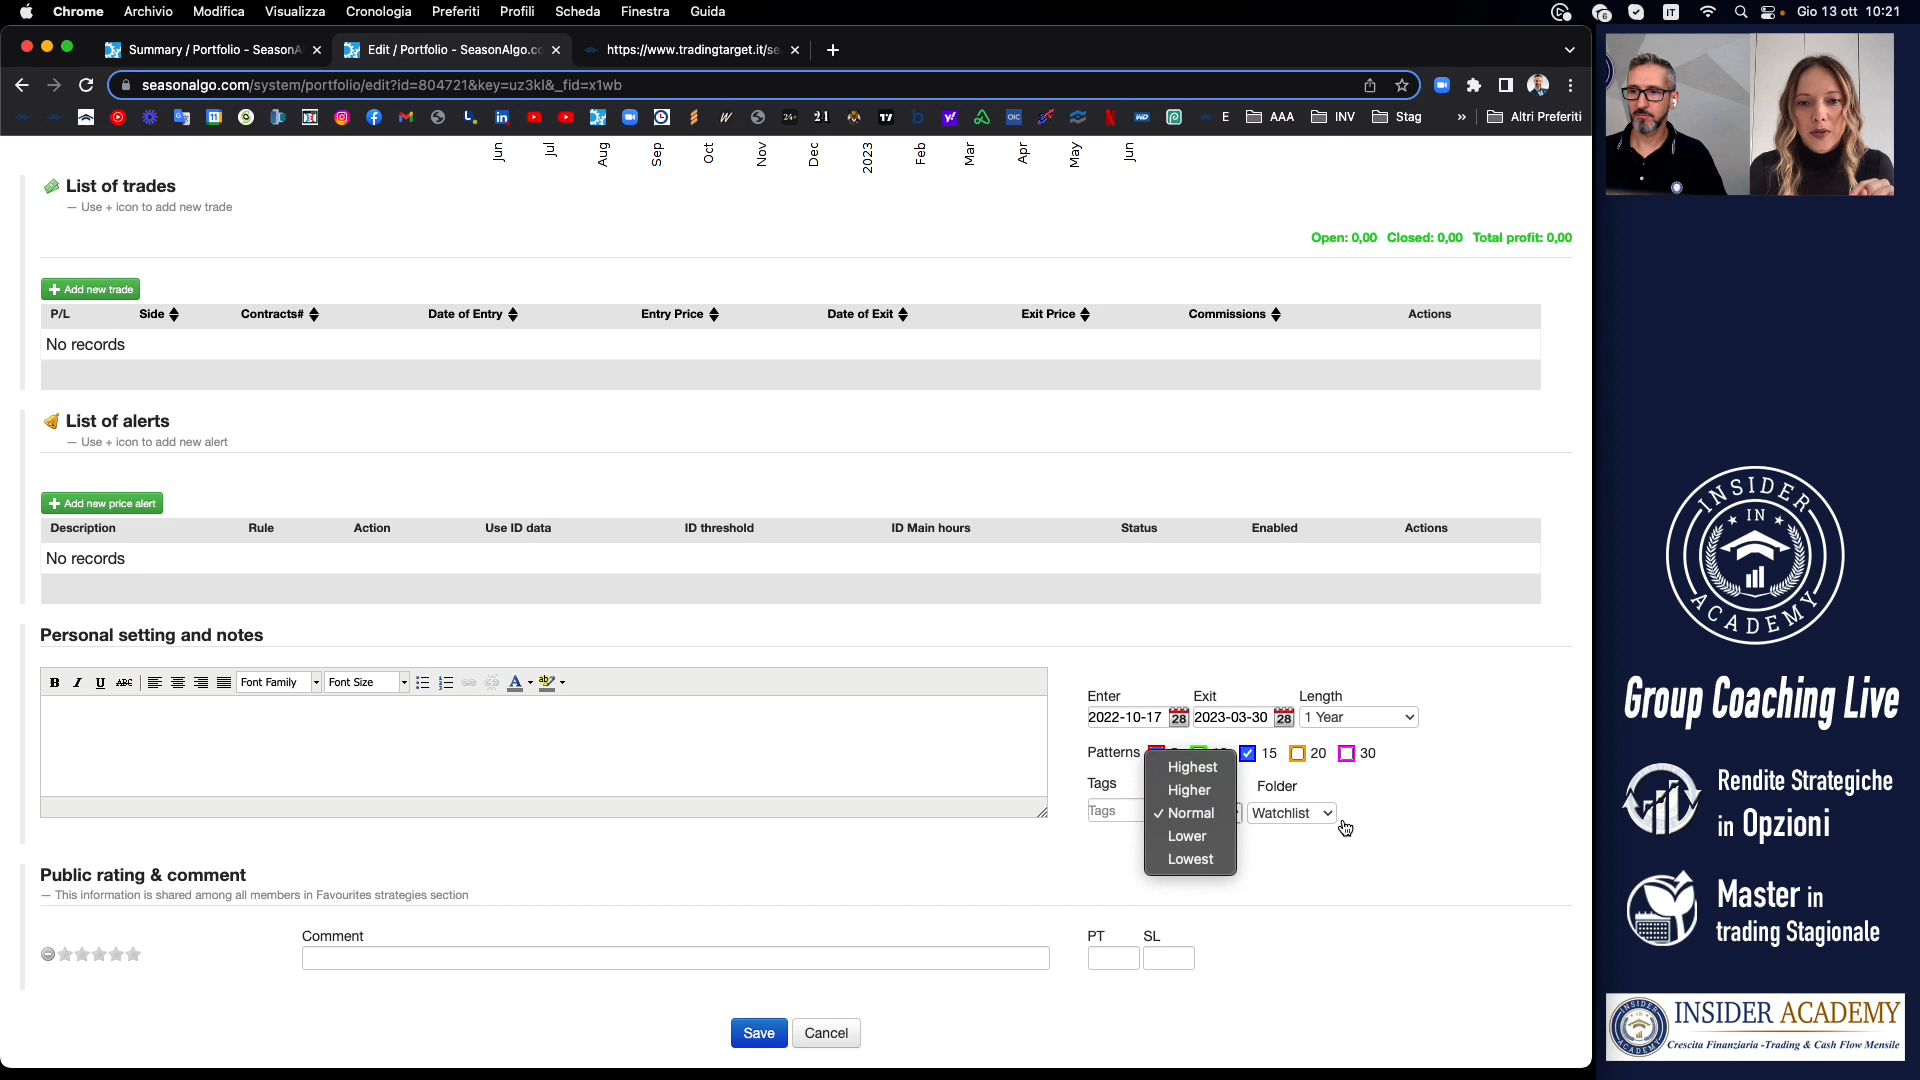 Chrome Archivio Modifica Visualizza Cronologia Preferiti Profili Scheda Finestra Guida
6 IT Gio 13 ott 10:21
Summary / Portfolio - SeasonA
Edit / Portfolio - SeasonAlgo.co
https://www.tradingtarget.it/se
seasonalgo.com/system/portfolio/edit?id=804721&key=uz3kl&_fid=x1wb
E AAA INV Stag » Altri Preferiti
Jun Jul Aug Sep Oct Nov Dec 2023 Feb Mar Apr May Jun
List of trades
— Use + icon to add new trade
Open: 0,00 Closed: 0,00 Total profit: 0,00
+ Add new trade
P/L Side Contracts# Date of Entry Entry Price Date of Exit Exit Price Commissions Actions
No records
List of alerts
— Use + icon to add new alert
+ Add new price alert
Description Rule Action Use ID data ID threshold ID Main hours Status Enabled Actions
No records
Personal setting and notes
B I U ABC Font Family Font Size A ab
Enter Exit Length
2022-10-17 28 2023-03-30 28 1 Year
Patterns 15 20 30
Tags Folder
Tags Watchlist
Highest
Higher
✓ Normal
Lower
Lowest
Public rating & comment
— This information is shared among all members in Favourites strategies section
Comment PT SL
Save Cancel
INSIDER
IN
ACADEMY
Group Coaching Live
Rendite Strategiche
in Opzioni
Master in
trading Stagionale
INSIDER ACADEMY
Crescita Finanziaria -Trading & Cash Flow Mensile